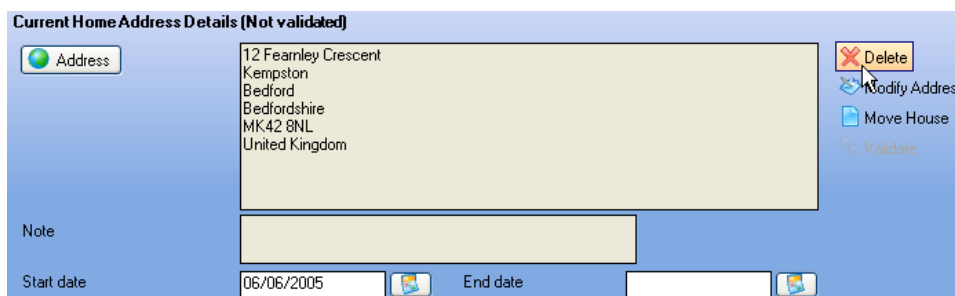 Current Home Address Details (Not validated)
Address
12 Fearnley Crescent
Kempston
Bedford
Bedfordshire
MK42 8NL
United Kingdom
Delete
Modify Addres
Move House
Validate
Note
Start date
06/06/2005
End date